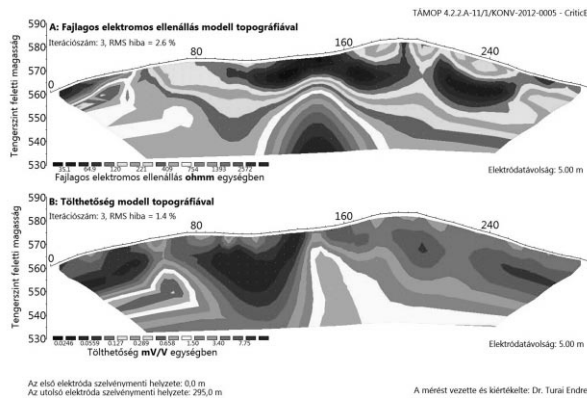 TÁMOP 4.2.2.A-11/1/KONV-2012-0005 - CriticE
A: Fajlagos elektromos ellenállás modell topográfiával
Iterációszám: 3, RMS hiba = 2.6 %
Tengerszint feletti magasság
590
580
570
560
550
540
530
0
80
160
240
35.1 64.9 120 221 409 754 1393 2572
Fajlagos elektromos ellenállás ohmm egységben
Elektródatávolság: 5.00 m
B: Tölthetőség modell topográfiával
Iterációszám: 3, RMS hiba = 1.4 %
Tengerszint feletti magasság
590
580
570
560
550
540
530
0
80
160
240
0.0246 0.0559 0.127 0.289 0.658 1.50 3.40 7.75
Tölthetőség mV/V egységben
Elektródatávolság: 5.00 m
Az első elektróda szelvénymenti helyzete: 0,0 m
Az utolsó elektróda szelvénymenti helyzete: 295,0 m
A mérést vezette és kiértékelte: Dr. Turai Endre